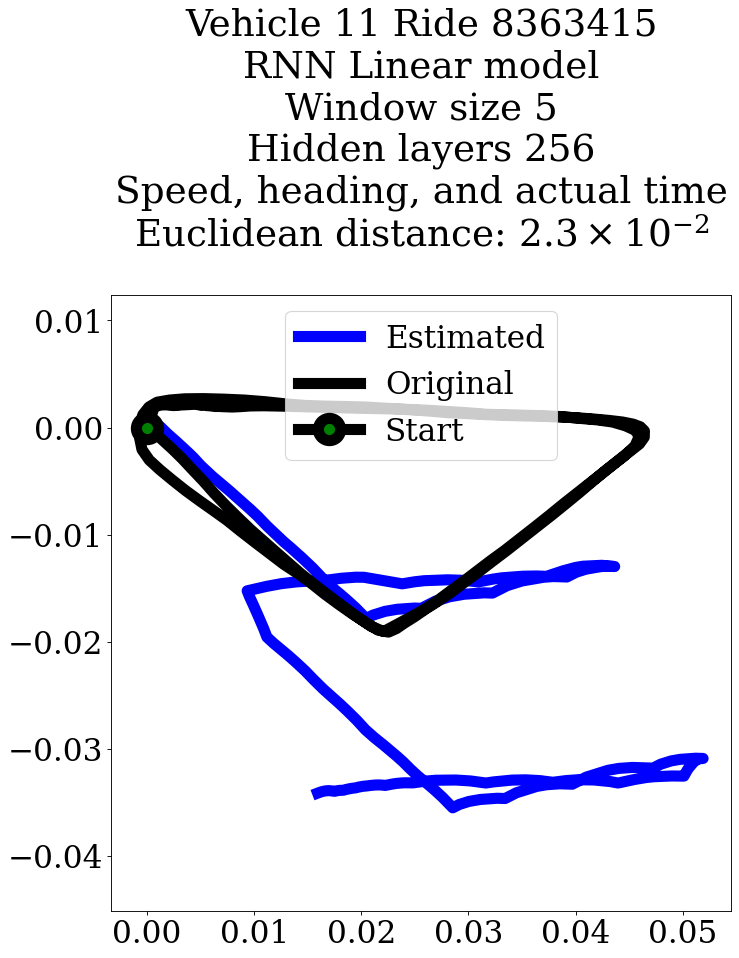 Vehicle 11 Ride 8363415
RNN Linear model
Window size 5
Hidden layers 256
Speed, heading, and actual time
Euclidean distance: 2.3 × 10⁻²
Estimated
Original
Start
0.01
0.00
−0.01
−0.02
−0.03
−0.04
0.00 0.01 0.02 0.03 0.04 0.05